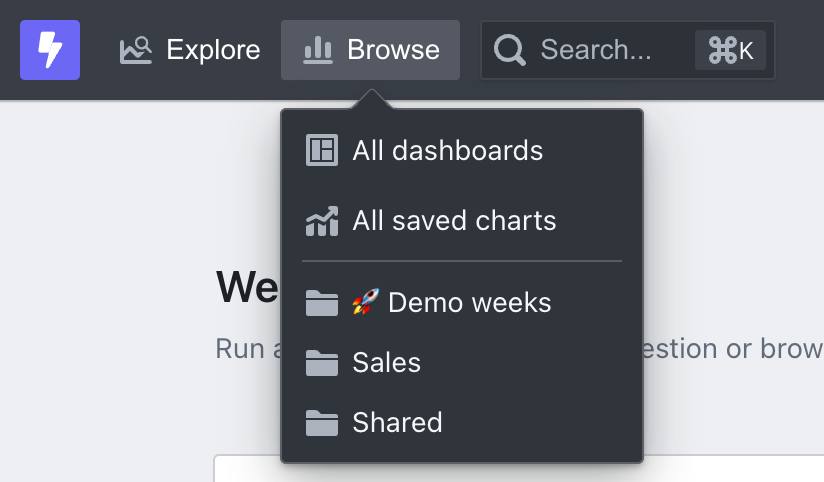 Explore
Browse
Search...
⌘K
All dashboards
All saved charts
We
🚀 Demo weeks
Run a
estion or brow
Sales
Shared